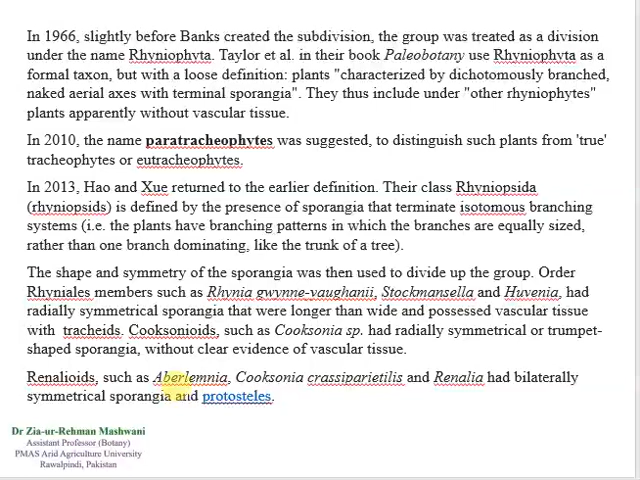 In 1966, slightly before Banks created the subdivision, the group was treated as a division
under the name Rhyniophyta. Taylor et al. in their book Paleobotany use Rhyniophyta as a
formal taxon, but with a loose definition: plants "characterized by dichotomously branched,
naked aerial axes with terminal sporangia". They thus include under "other rhyniophytes"
plants apparently without vascular tissue.
In 2010, the name paratracheophytes was suggested, to distinguish such plants from 'true'
tracheophytes or eutracheophytes.
In 2013, Hao and Xue returned to the earlier definition. Their class Rhyniopsida
(rhyniopsids) is defined by the presence of sporangia that terminate isotomous branching
systems (i.e. the plants have branching patterns in which the branches are equally sized,
rather than one branch dominating, like the trunk of a tree).
The shape and symmetry of the sporangia was then used to divide up the group. Order
Rhyniales members such as Rhynia gwynne-vaughanii, Stockmansella and Huvenia, had
radially symmetrical sporangia that were longer than wide and possessed vascular tissue
with tracheids. Cooksonioids, such as Cooksonia sp. had radially symmetrical or trumpet-
shaped sporangia, without clear evidence of vascular tissue.
Renalioids, such as Aberlemnia, Cooksonia crassiparietilis and Renalia had bilaterally
symmetrical sporangia and protosteles.
Dr Zia-ur-Rehman Mashwani
Assistant Professor (Botany)
PMAS Arid Agriculture University
Rawalpindi, Pakistan